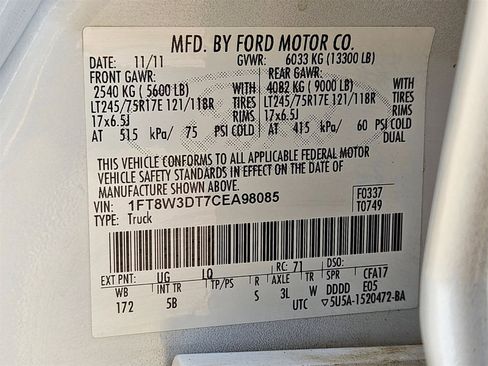 MFD. BY FORD MOTOR CO.
DATE: 11/11 GVWR: 6033 KG (13300 LB)
FRONT GAWR: REAR GAWR:
2540 KG ( 5600 LB) 4082 KG ( 9000 LB)
LT245/75R17E 121/118R TIRES LT245/75R17E 121/118R TIRES
17x6.5J RIMS 17x6.5J RIMS
AT 515 kPa/ 75 PSI COLD AT 415 kPa/ 60 PSI COLD
DUAL
THIS VEHICLE CONFORMS TO ALL APPLICABLE FEDERAL MOTOR
VEHICLE SAFETY STANDARDS IN EFFECT ON THE DATE OF
MANUFACTURE SHOWN ABOVE.
VIN: 1FT8W3DT7CEA98085 F0337
TYPE: Truck T0749
EXT PNT: UG LQ RC: 71 DSO:
WB INT TR TP/PS R AXLE TR SPR CFA17
172 5B S 3L W DDDD E05
UTC ▽5U5A-1520472-BA